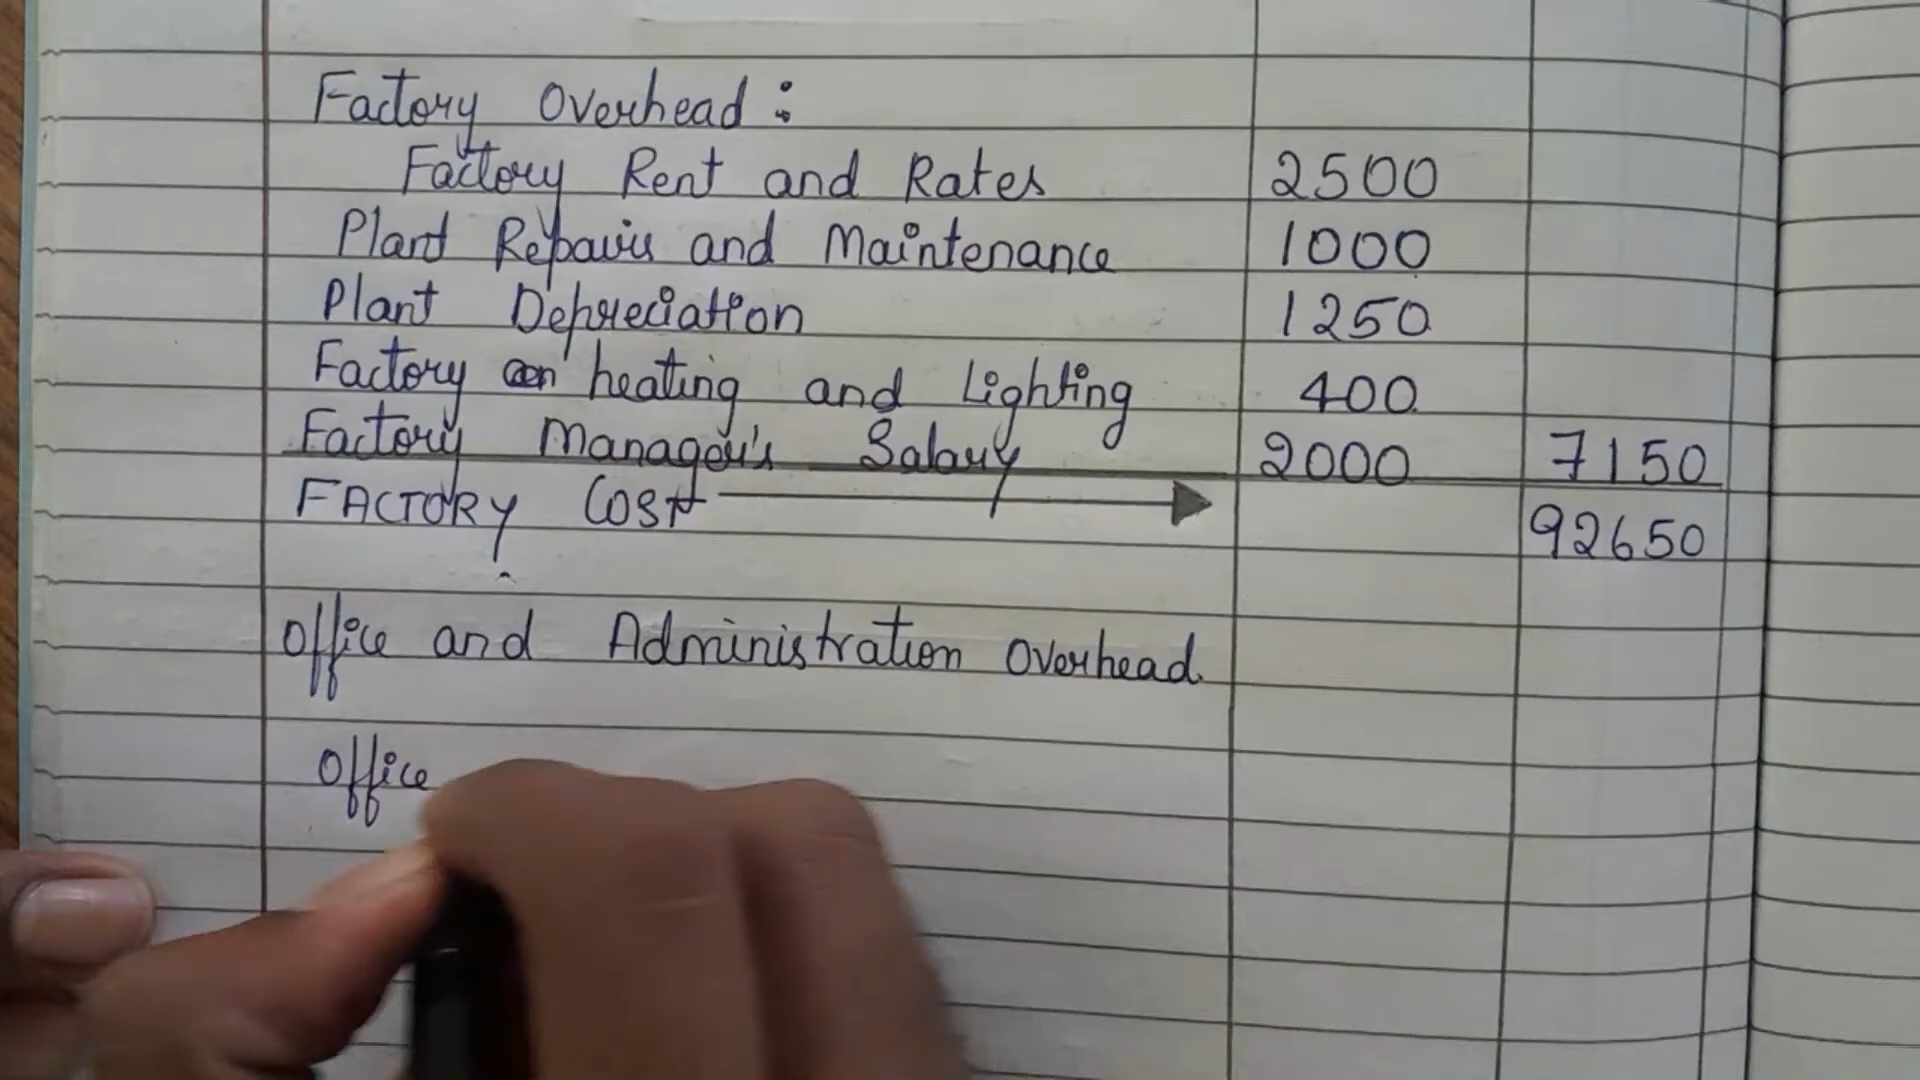 Factory Overhead :
Factory Rent and Rates 2500
Plant Repairs and Maintenance 1000
Plant Depreciation 1250
Factory heating and Lighting 400
Factory Manager's Salary 2000 7150
FACTORY COST 92650
Office and Administration Overhead.
Office